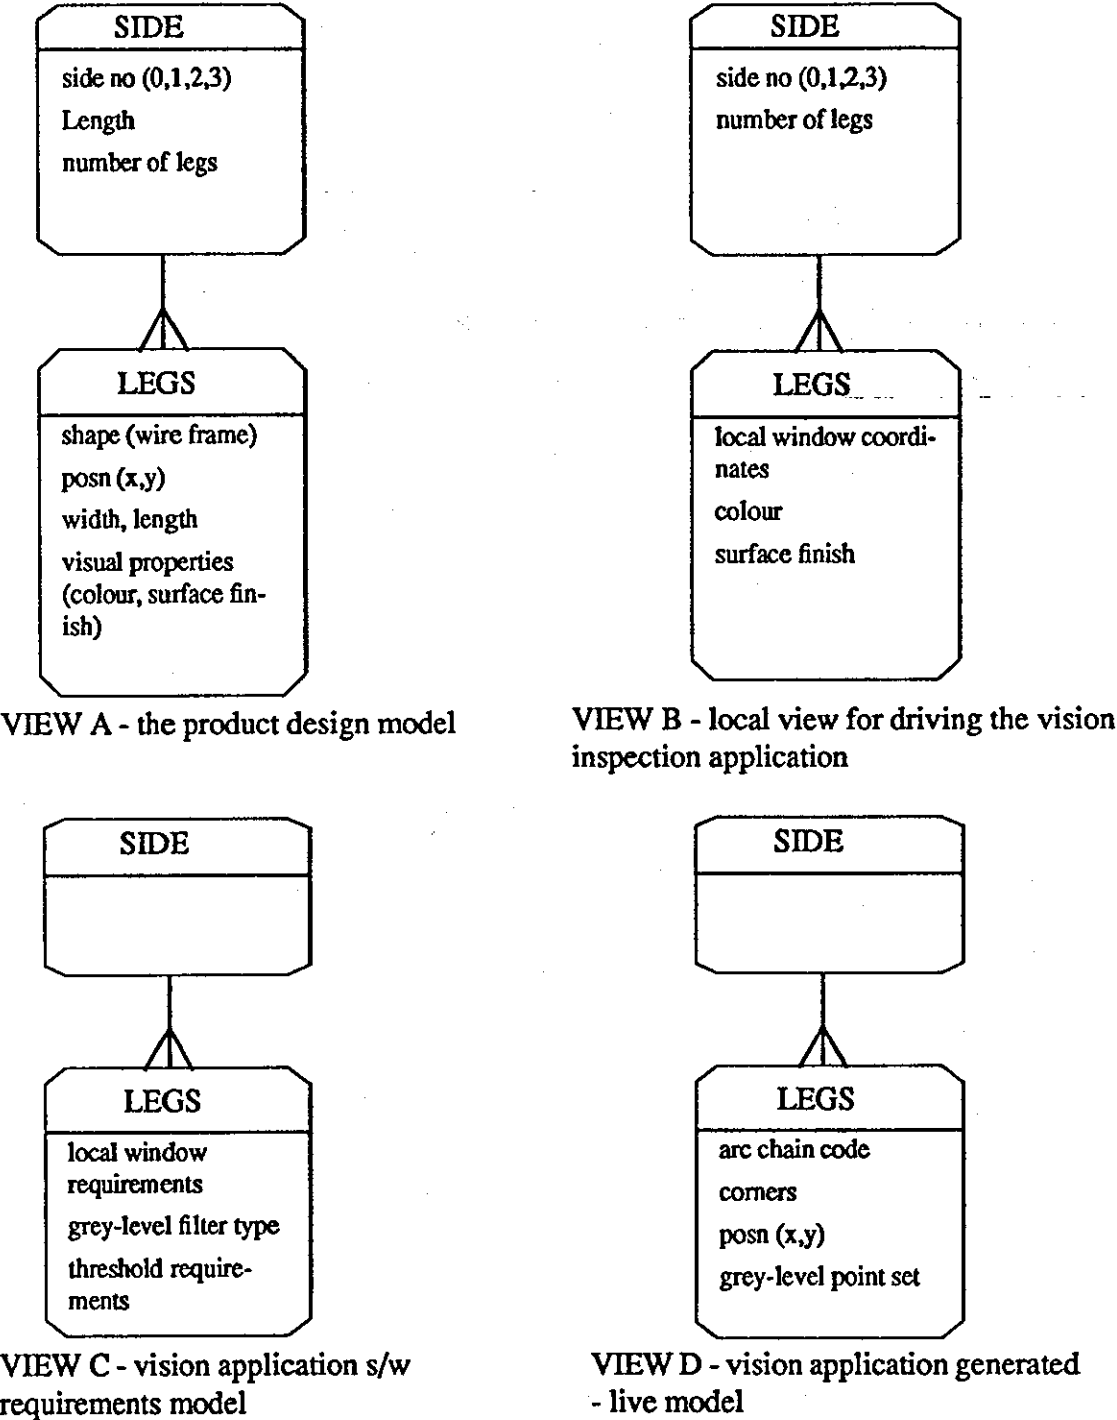 SIDE
side no (0,1,2,3)
Length
number of legs
LEGS
shape (wire frame)
posn (x,y)
width, length
visual properties
(colour, surface fin-
ish)
VIEW A - the product design model
SIDE
side no (0,1,2,3)
number of legs
LEGS
local window coordi-
nates
colour
surface finish
VIEW B - local view for driving the vision
inspection application
SIDE
LEGS
local window
requirements
grey-level filter type
threshold require-
ments
VIEW C - vision application s/w
requirements model
SIDE
LEGS
arc chain code
corners
posn (x,y)
grey-level point set
VIEW D - vision application generated
- live model